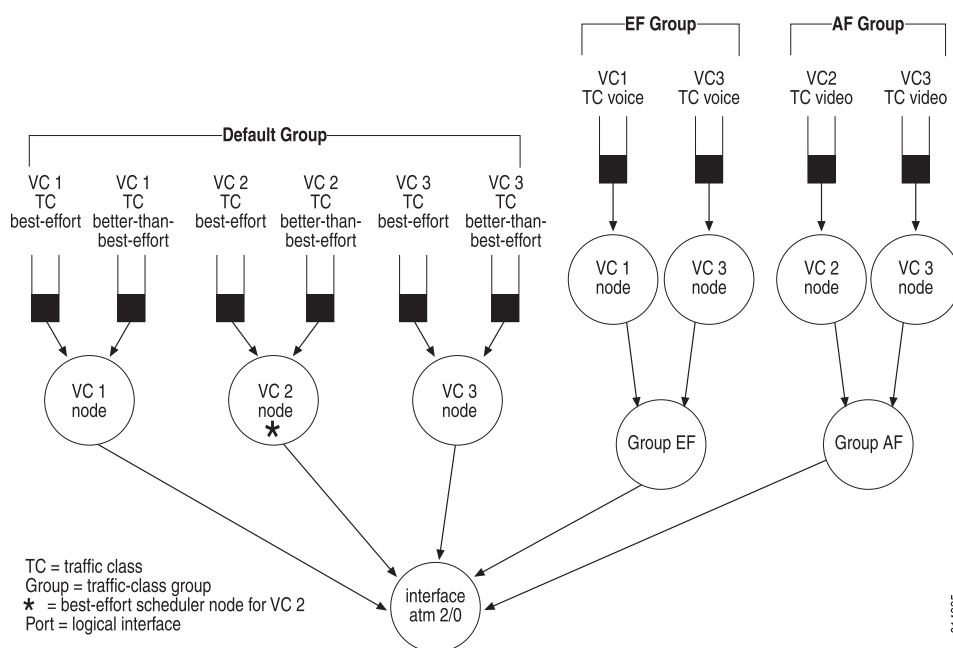 EF Group
AF Group
VC1
TC voice
VC3
TC voice
VC2
TC video
VC3
TC video
Default Group
VC 1
TC
best-effort
VC 1
TC
better-than-
best-effort
VC 2
TC
best-effort
VC 2
TC
better-than-
best-effort
VC 3
TC
best-effort
VC 3
TC
better-than-
best-effort
VC 1
node
VC 3
node
VC 2
node
VC 3
node
VC 1
node
VC 2
node
*
VC 3
node
Group EF
Group AF
interface
atm 2/0
TC = traffic class
Group = traffic-class group
* = best-effort scheduler node for VC 2
Port = logical interface